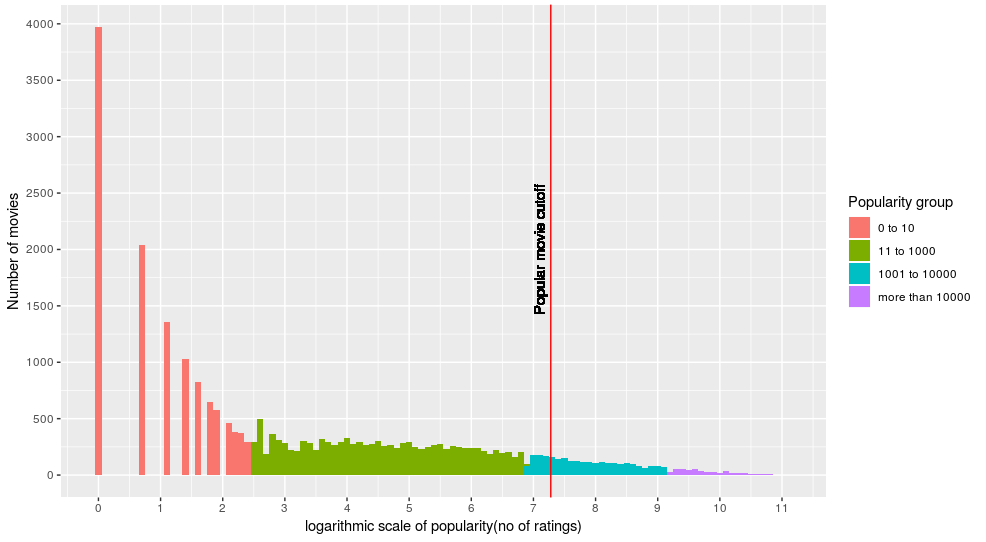 4000
3500
3000
2500
2000
1500
1000
500
0
Number of movies
Popular movie cutoff
0 1 2 3 4 5 6 7 8 9 10 11
logarithmic scale of popularity(no of ratings)
Popularity group
0 to 10
11 to 1000
1001 to 10000
more than 10000